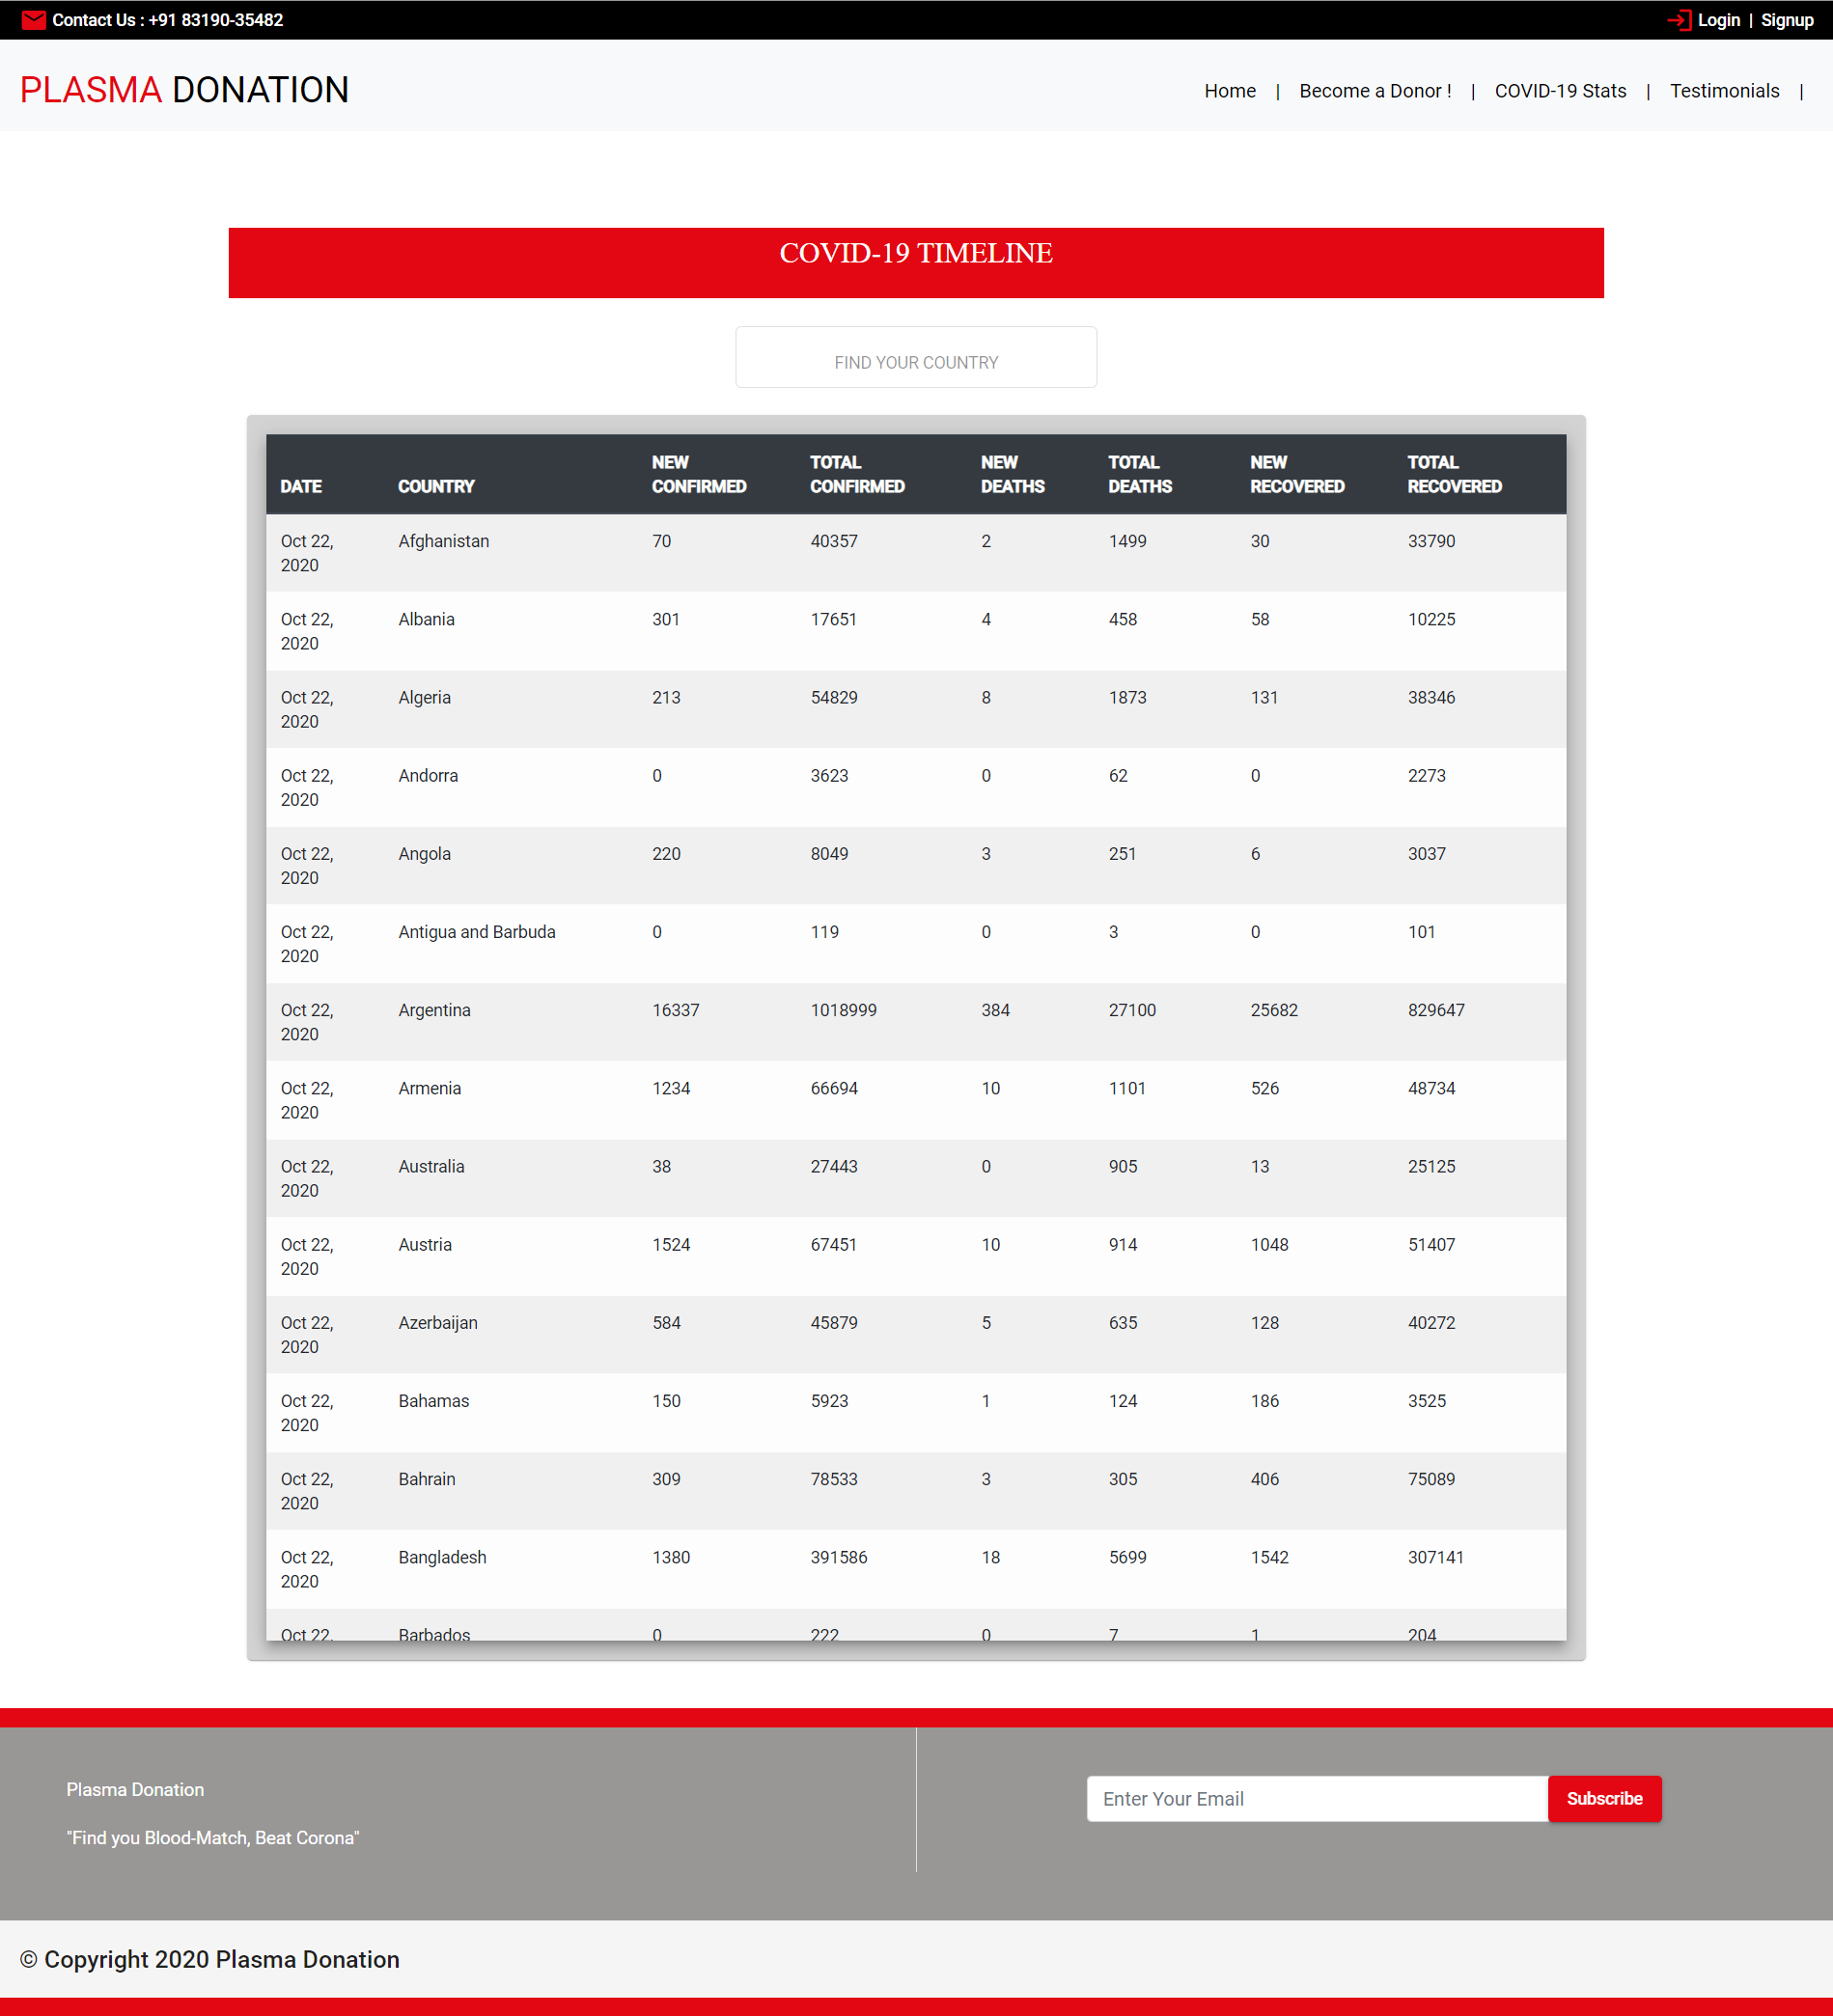 Contact Us : +91 83190-35482
Login | Signup
PLASMA DONATION
Home | Become a Donor ! | COVID-19 Stats | Testimonials |
COVID-19 TIMELINE
FIND YOUR COUNTRY
DATE COUNTRY NEW CONFIRMED TOTAL CONFIRMED NEW DEATHS TOTAL DEATHS NEW RECOVERED TOTAL RECOVERED
Oct 22, 2020 Afghanistan 70 40357 2 1499 30 33790
Oct 22, 2020 Albania 301 17651 4 458 58 10225
Oct 22, 2020 Algeria 213 54829 8 1873 131 38346
Oct 22, 2020 Andorra 0 3623 0 62 0 2273
Oct 22, 2020 Angola 220 8049 3 251 6 3037
Oct 22, 2020 Antigua and Barbuda 0 119 0 3 0 101
Oct 22, 2020 Argentina 16337 1018999 384 27100 25682 829647
Oct 22, 2020 Armenia 1234 66694 10 1101 526 48734
Oct 22, 2020 Australia 38 27443 0 905 13 25125
Oct 22, 2020 Austria 1524 67451 10 914 1048 51407
Oct 22, 2020 Azerbaijan 584 45879 5 635 128 40272
Oct 22, 2020 Bahamas 150 5923 1 124 186 3525
Oct 22, 2020 Bahrain 309 78533 3 305 406 75089
Oct 22, 2020 Bangladesh 1380 391586 18 5699 1542 307141
Oct 22, Barbados 0 222 0 7 1 204
Plasma Donation
"Find you Blood-Match, Beat Corona"
Enter Your Email Subscribe
© Copyright 2020 Plasma Donation